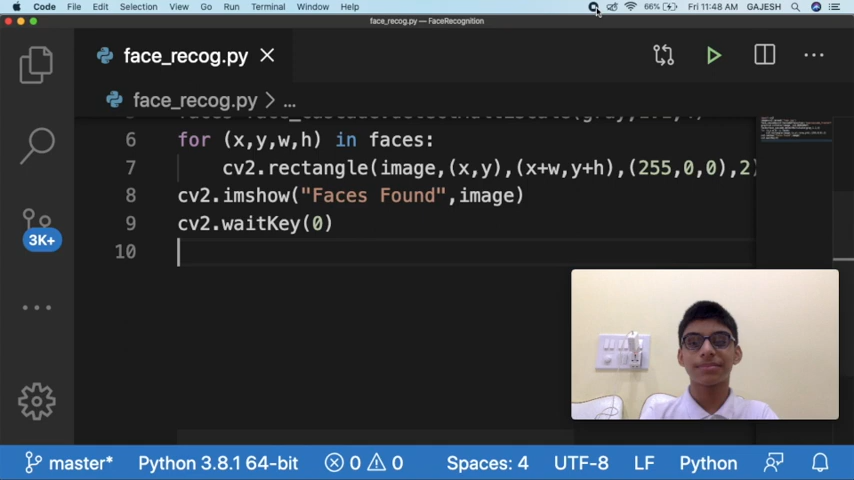 Code File Edit Selection View Go Run Terminal Window Help 66% Fri 11:48 AM GAJESH
face_recog.py — FaceRecognition
face_recog.py
face_recog.py > ...
6 for (x,y,w,h) in faces:
7 cv2.rectangle(image,(x,y),(x+w,y+h),(255,0,0),2)
8 cv2.imshow("Faces Found",image)
9 cv2.waitKey(0)
10
3K+
master* Python 3.8.1 64-bit 0 0 Spaces: 4 UTF-8 LF Python